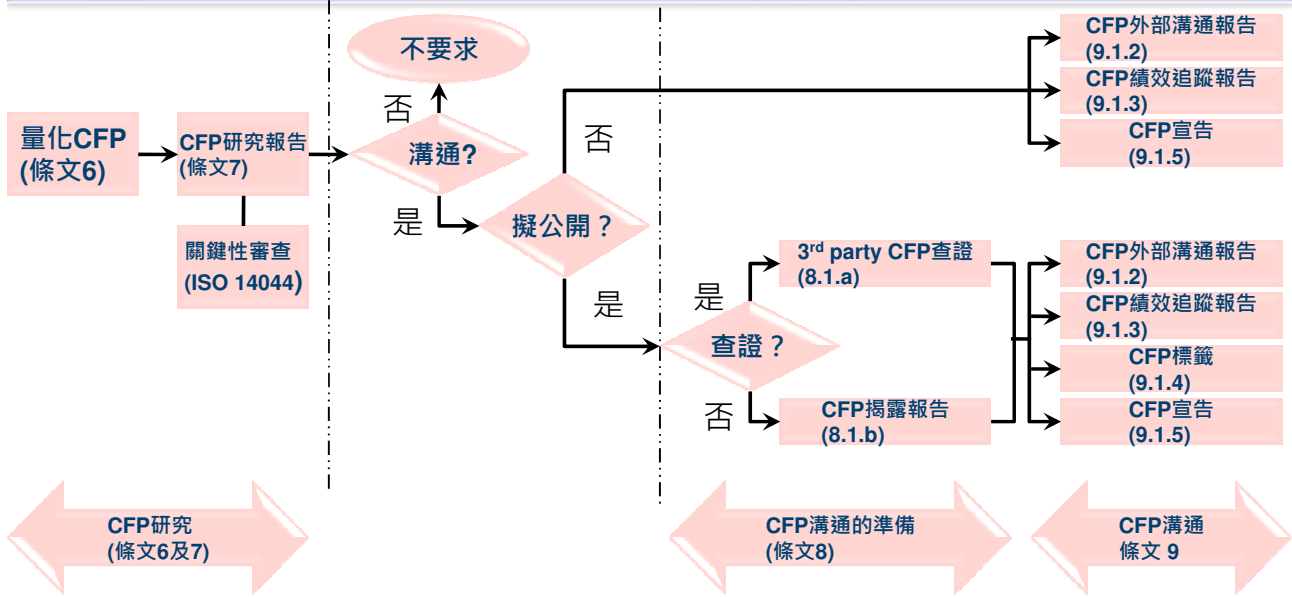 量化CFP
(條文6)
CFP研究報告
(條文7)
關鍵性審查
(ISO 14044)
不要求
否
溝通?
是
擬公開？
否
是
CFP外部溝通報告
(9.1.2)
CFP績效追蹤報告
(9.1.3)
CFP宣告
(9.1.5)
查證？
是
否
3rd party CFP查證
(8.1.a)
CFP揭露報告
(8.1.b)
CFP外部溝通報告
(9.1.2)
CFP績效追蹤報告
(9.1.3)
CFP標籤
(9.1.4)
CFP宣告
(9.1.5)
CFP研究
(條文6及7)
CFP溝通的準備
(條文8)
CFP溝通
條文 9